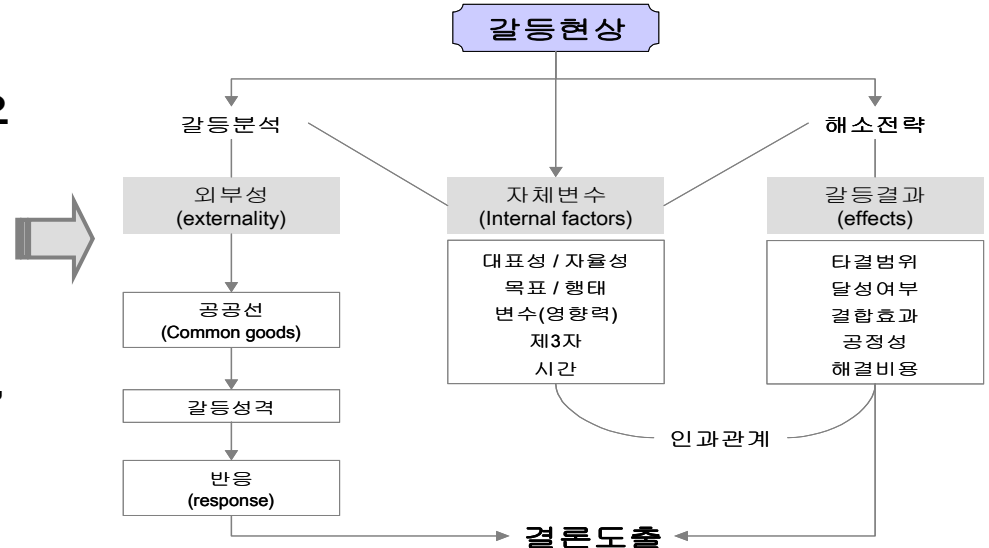 갈등현상
갈등분석
해소전략
외부성
(externality)
자체변수
(Internal factors)
갈등결과
(effects)
대표성 / 자율성
목표 / 행태
변수(영향력)
제3자
시간
타결범위
달성여부
결합효과
공정성
해결비용
공공선
(Common goods)
갈등성격
인과관계
반응
(response)
결론도출